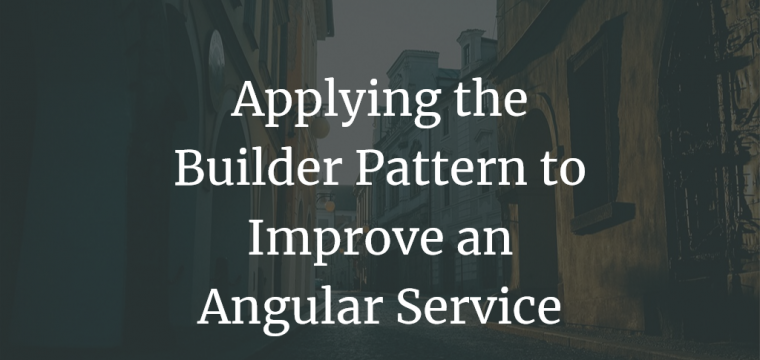 Applying the
Builder Pattern to
Improve an
Angular Service